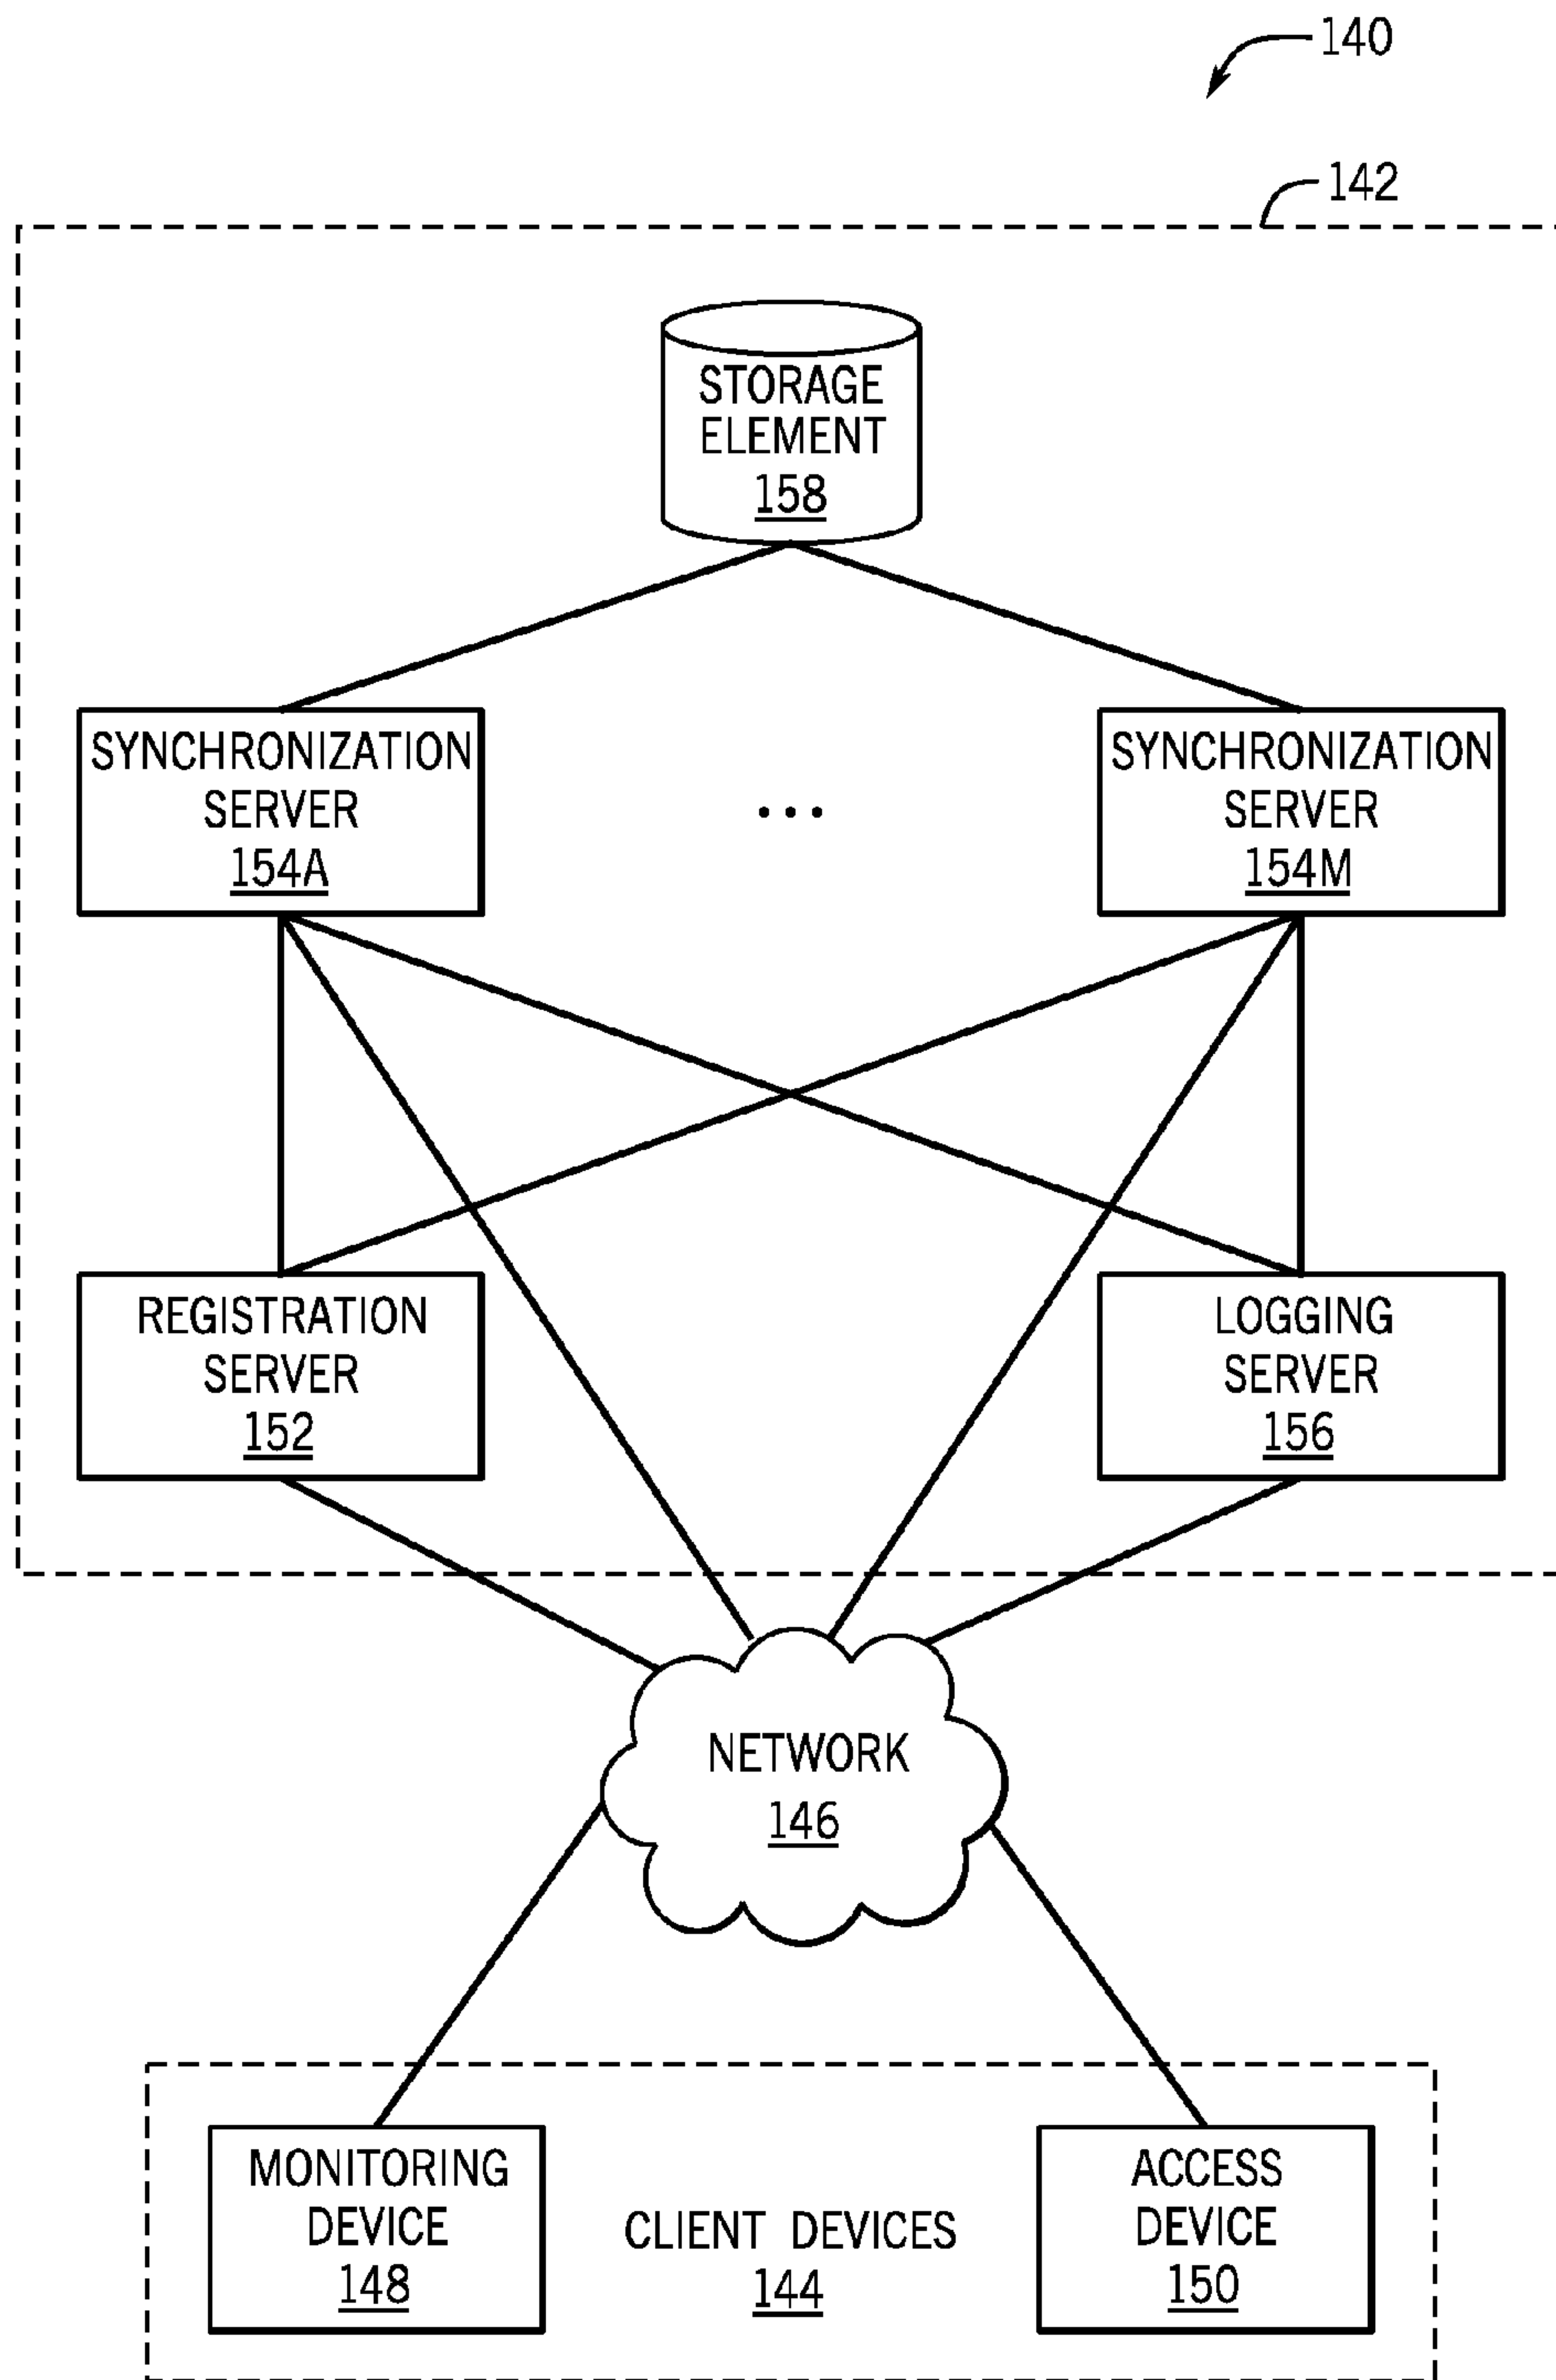 140
142
STORAGE
ELEMENT
158
SYNCHRONIZATION
SERVER
154A
...
SYNCHRONIZATION
SERVER
154M
REGISTRATION
SERVER
152
LOGGING
SERVER
156
NETWORK
146
MONITORING
DEVICE
148
CLIENT DEVICES
144
ACCESS
DEVICE
150